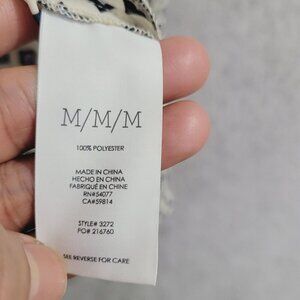 M/M/M
100% POLYESTER
MADE IN CHINA
HECHO EN CHINA
FABRIQUÉ EN CHINE
RN#54077
CA#59814
STYLE# 3272
PO# 216760
SEE REVERSE FOR CARE